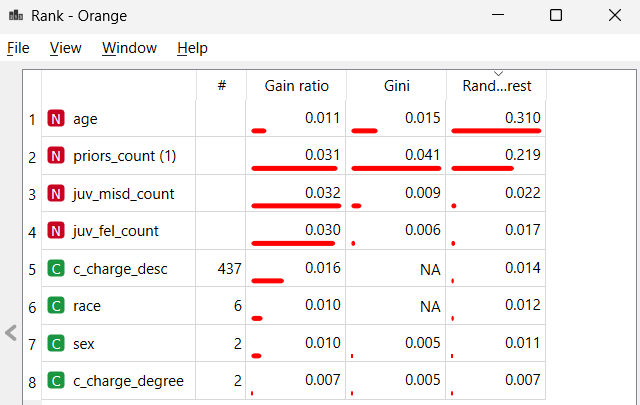 Rank - Orange
File View Window Help
# Gain ratio Gini Rand...rest
1 N age 0.011 0.015 0.310
2 N priors_count (1) 0.031 0.041 0.219
3 N juv_misd_count 0.032 0.009 0.022
4 N juv_fel_count 0.030 0.006 0.017
5 C c_charge_desc 437 0.016 NA 0.014
6 C race 6 0.010 NA 0.012
7 C sex 2 0.010 0.005 0.011
8 C c_charge_degree 2 0.007 0.005 0.007